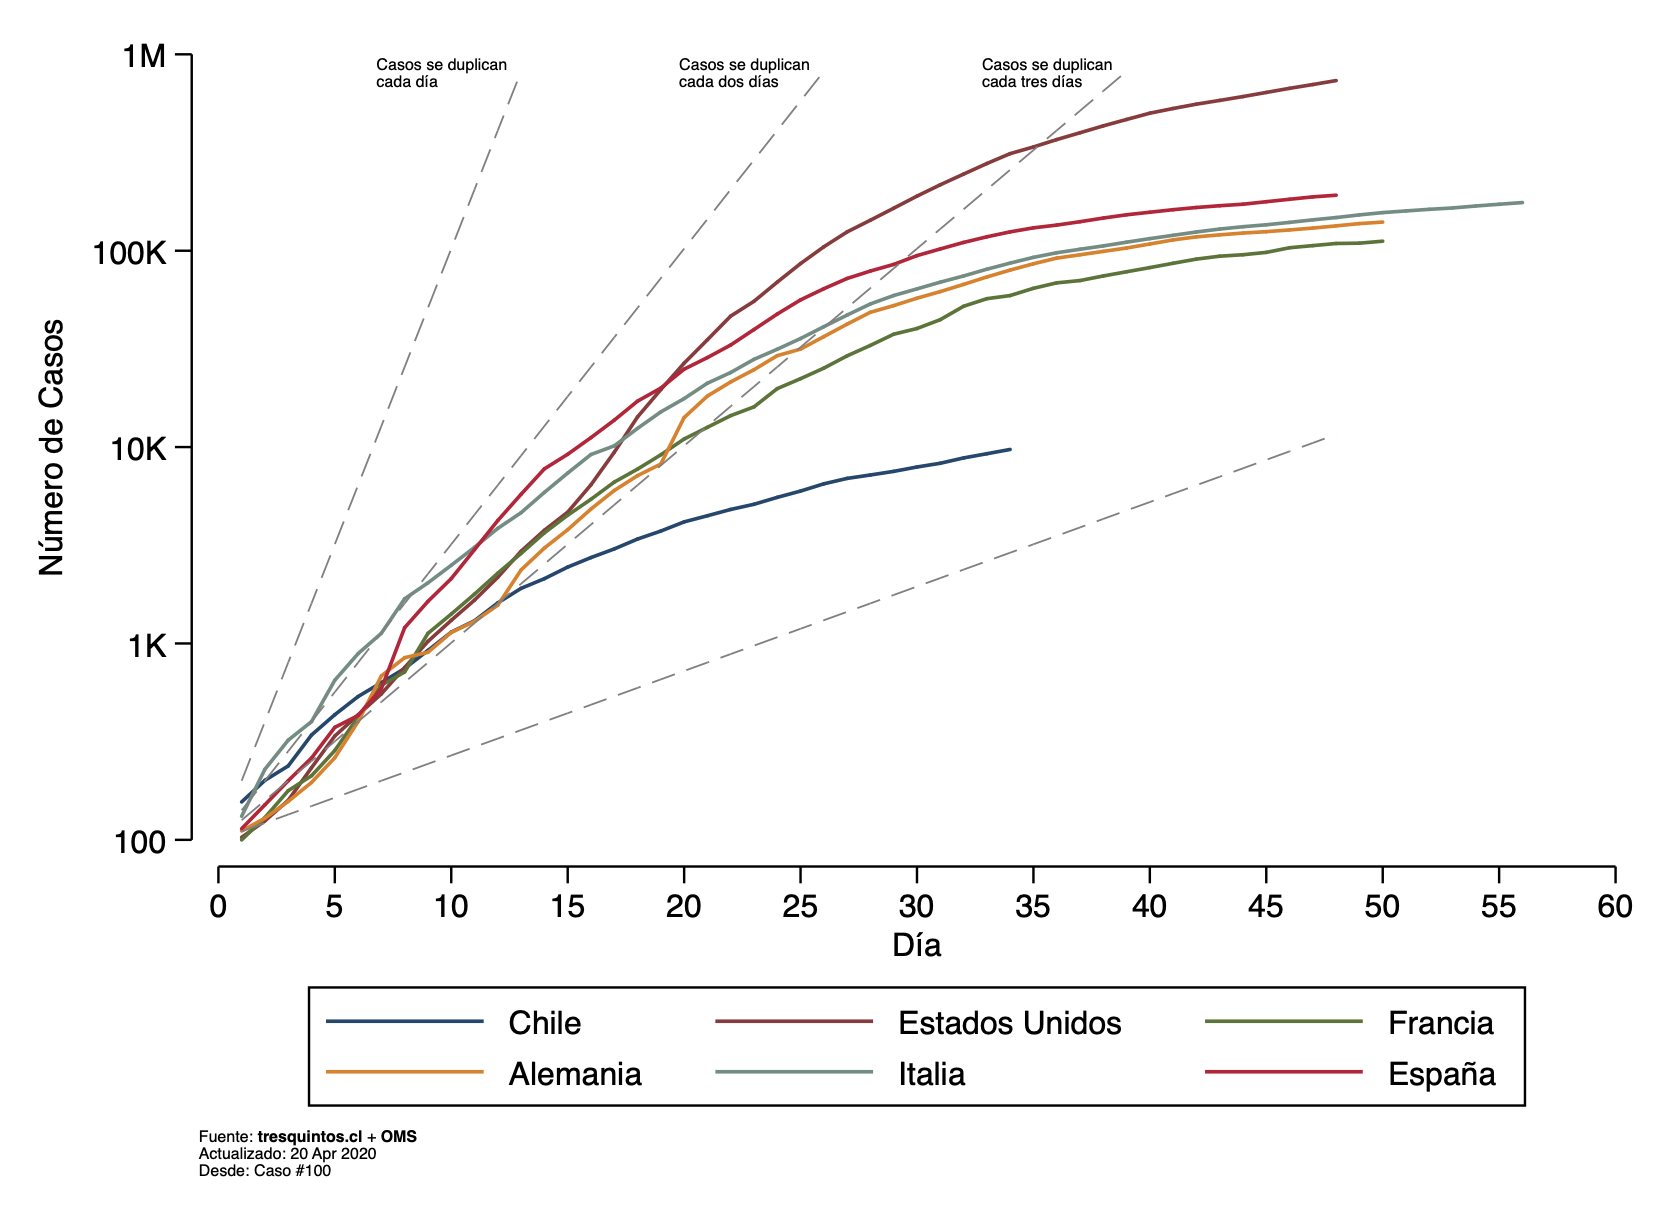 Casos se duplican
cada día
Casos se duplican
cada dos días
Casos se duplican
cada tres días
1M
100K
10K
1K
100
Número de Casos
0 5 10 15 20 25 30 35 40 45 50 55 60
Día
Chile Estados Unidos Francia
Alemania Italia España
Fuente: tresquintos.cl + OMS
Actualizado: 20 Apr 2020
Desde: Caso #100